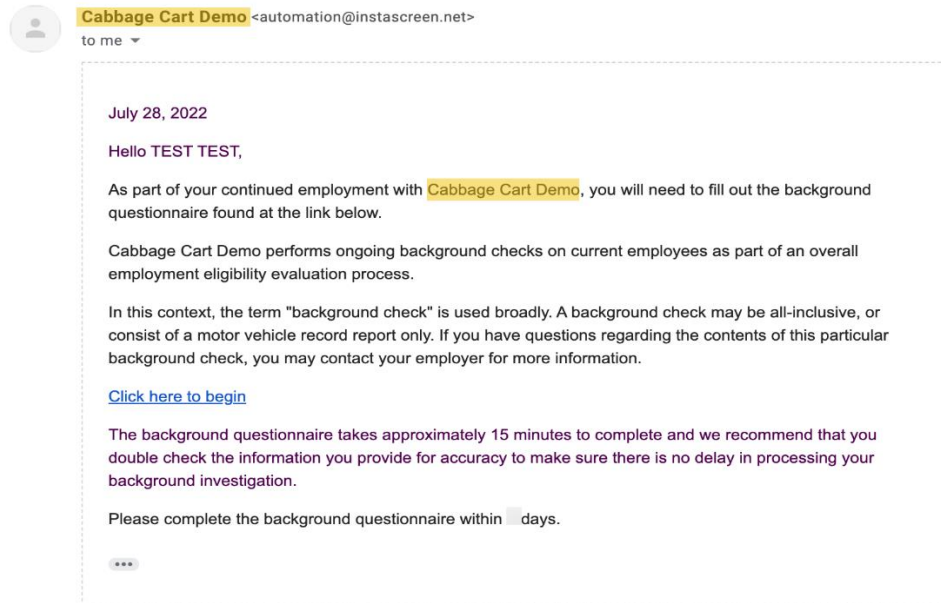 Cabbage Cart Demo <automation@instascreen.net>
to me
July 28, 2022
Hello TEST TEST,
As part of your continued employment with Cabbage Cart Demo, you will need to fill out the background
questionnaire found at the link below.
Cabbage Cart Demo performs ongoing background checks on current employees as part of an overall
employment eligibility evaluation process.
In this context, the term "background check" is used broadly. A background check may be all-inclusive, or
consist of a motor vehicle record report only. If you have questions regarding the contents of this particular
background check, you may contact your employer for more information.
Click here to begin
The background questionnaire takes approximately 15 minutes to complete and we recommend that you
double check the information you provide for accuracy to make sure there is no delay in processing your
background investigation.
Please complete the background questionnaire within days.